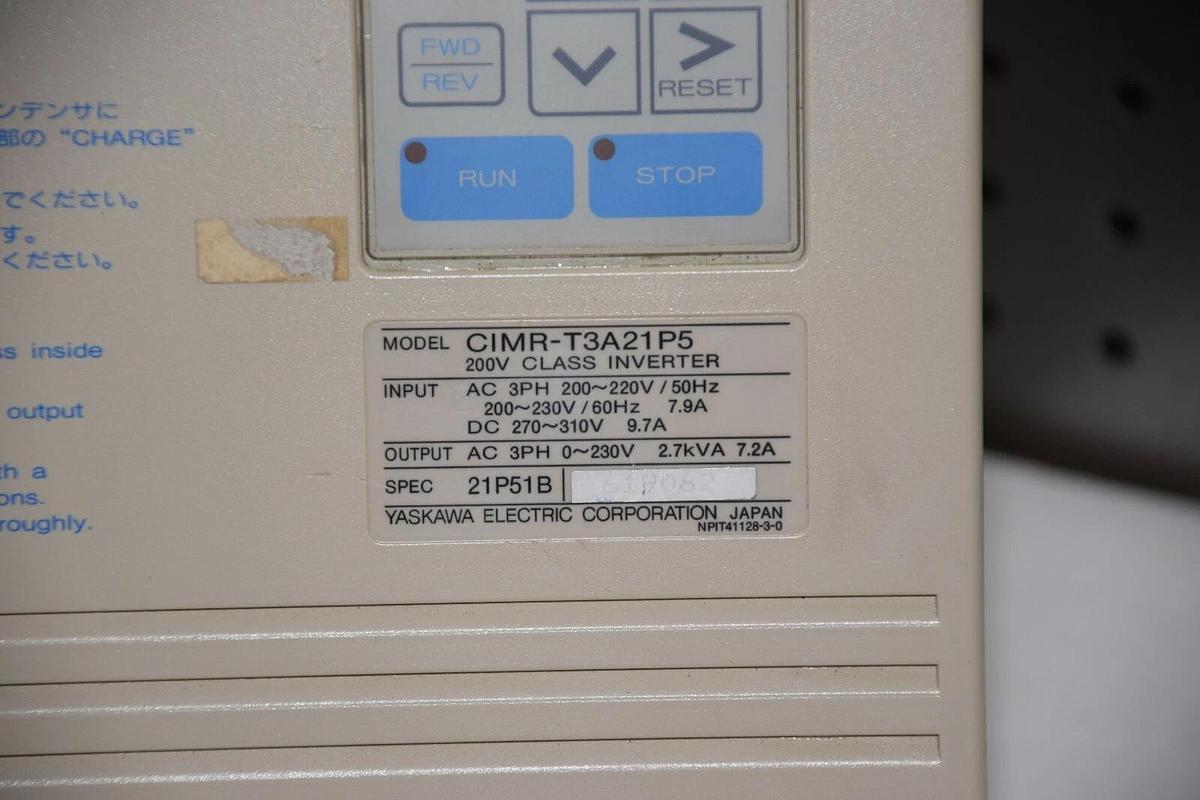 FWD
REV
RESET
RUN
STOP
ンデンサに
部の “CHARGE”
でください。
す。
ください。
ss inside
output
th a
ons.
roughly.
MODEL CIMR-T3A21P5
200V CLASS INVERTER
INPUT AC 3PH 200~220V / 50Hz
200~230V / 60Hz 7.9A
DC 270~310V 9.7A
OUTPUT AC 3PH 0~230V 2.7kVA 7.2A
SPEC 21P51B
YASKAWA ELECTRIC CORPORATION JAPAN
NPIT41128-3-0